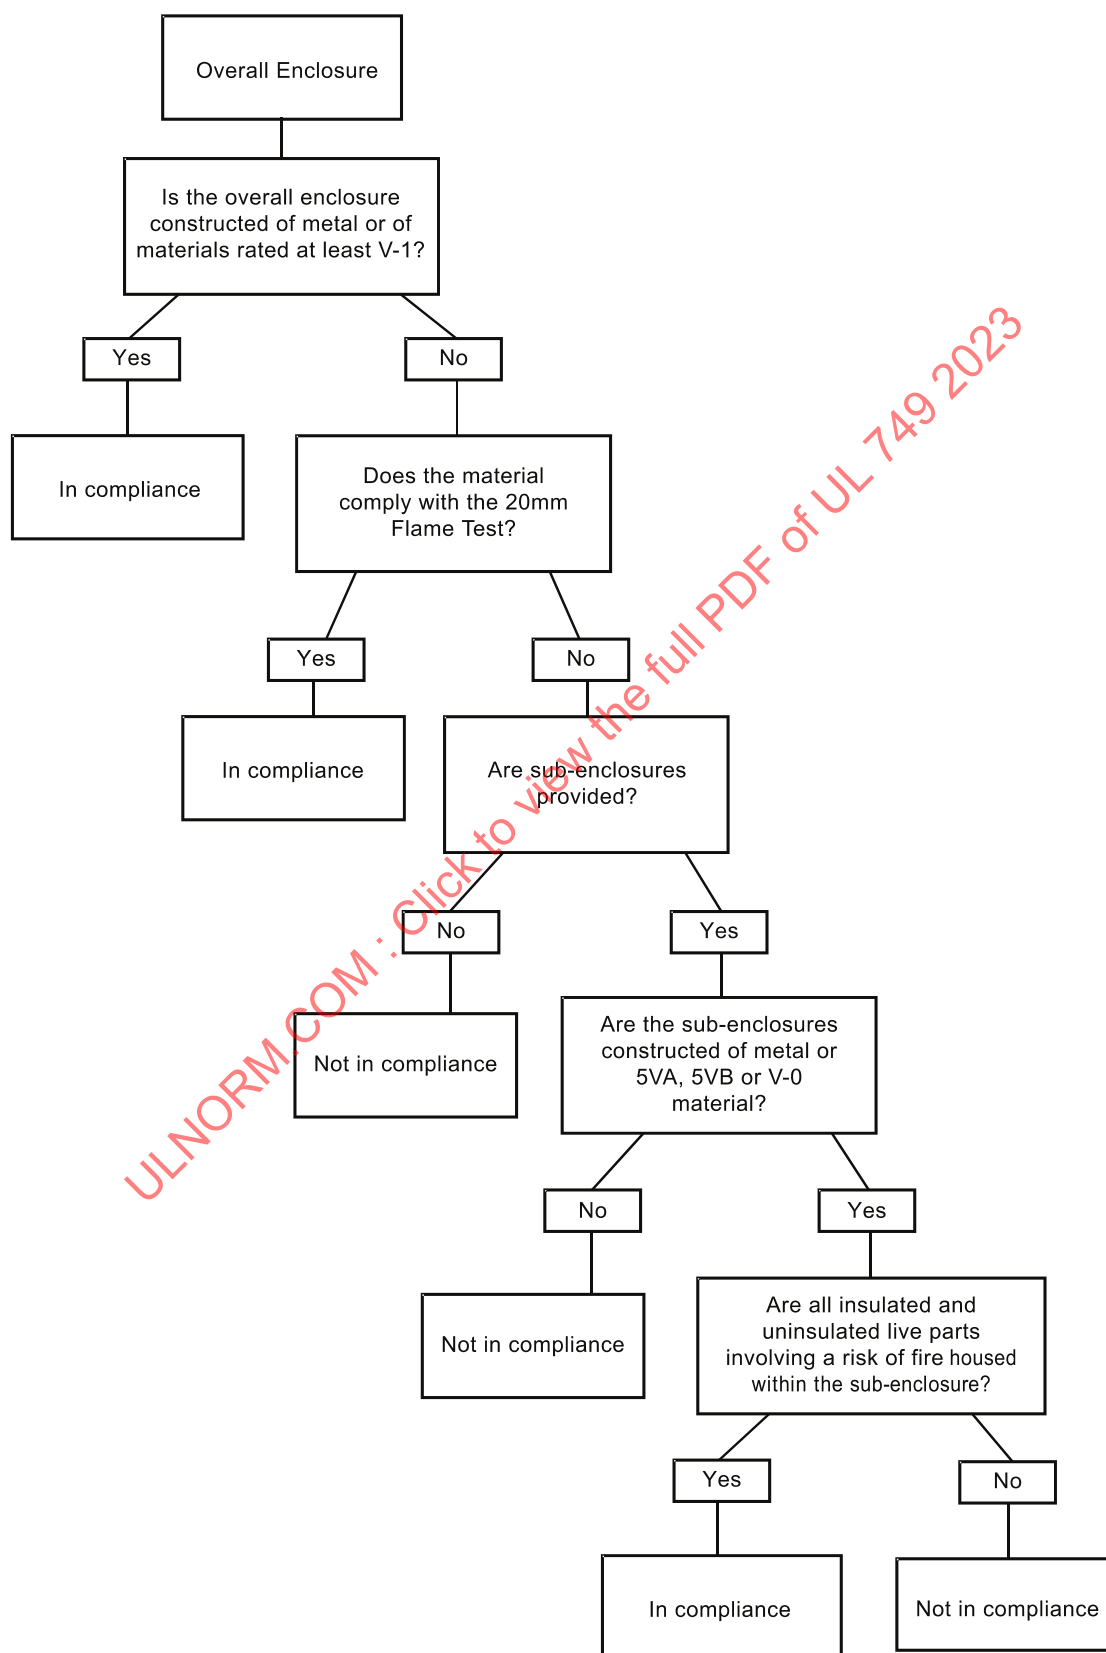 Overall Enclosure
Is the overall enclosure
constructed of metal or of
materials rated at least V-1?
Yes
No
In compliance
Does the material
comply with the 20mm
Flame Test?
Yes
No
In compliance
Are sub-enclosures
provided?
No
Yes
Not in compliance
Are the sub-enclosures
constructed of metal or
5VA, 5VB or V-0
material?
No
Yes
Not in compliance
Are all insulated and
uninsulated live parts
involving a risk of fire housed
within the sub-enclosure?
Yes
No
In compliance
Not in compliance
ULNORM.COM : Click to view the full PDF of UL 749 2023